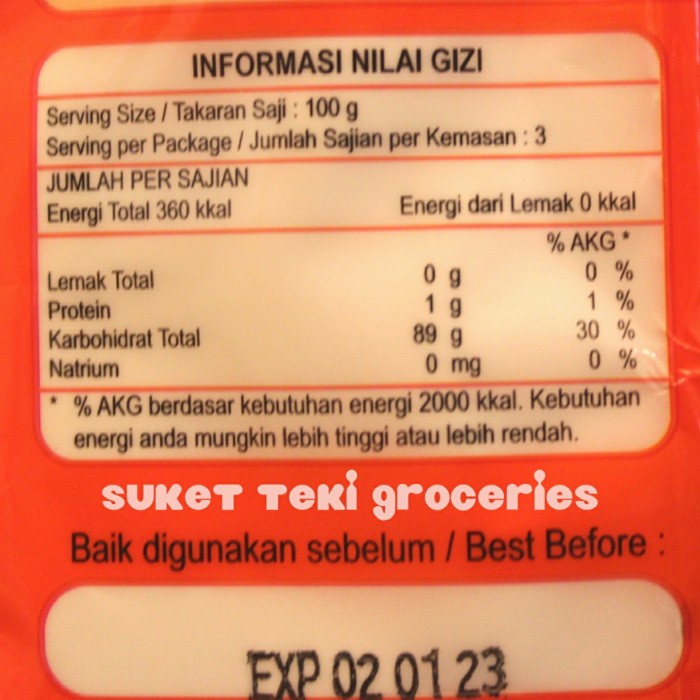 INFORMASI NILAI GIZI
Serving Size / Takaran Saji : 100 g
Serving per Package / Jumlah Sajian per Kemasan : 3
JUMLAH PER SAJIAN
Energi Total 360 kkal Energi dari Lemak 0 kkal
% AKG *
Lemak Total 0 g 0 %
Protein 1 g 1 %
Karbohidrat Total 89 g 30 %
Natrium 0 mg 0 %
* % AKG berdasar kebutuhan energi 2000 kkal. Kebutuhan
energi anda mungkin lebih tinggi atau lebih rendah.
SUKET TEKI groceries
Baik digunakan sebelum / Best Before :
EXP 02 01 23